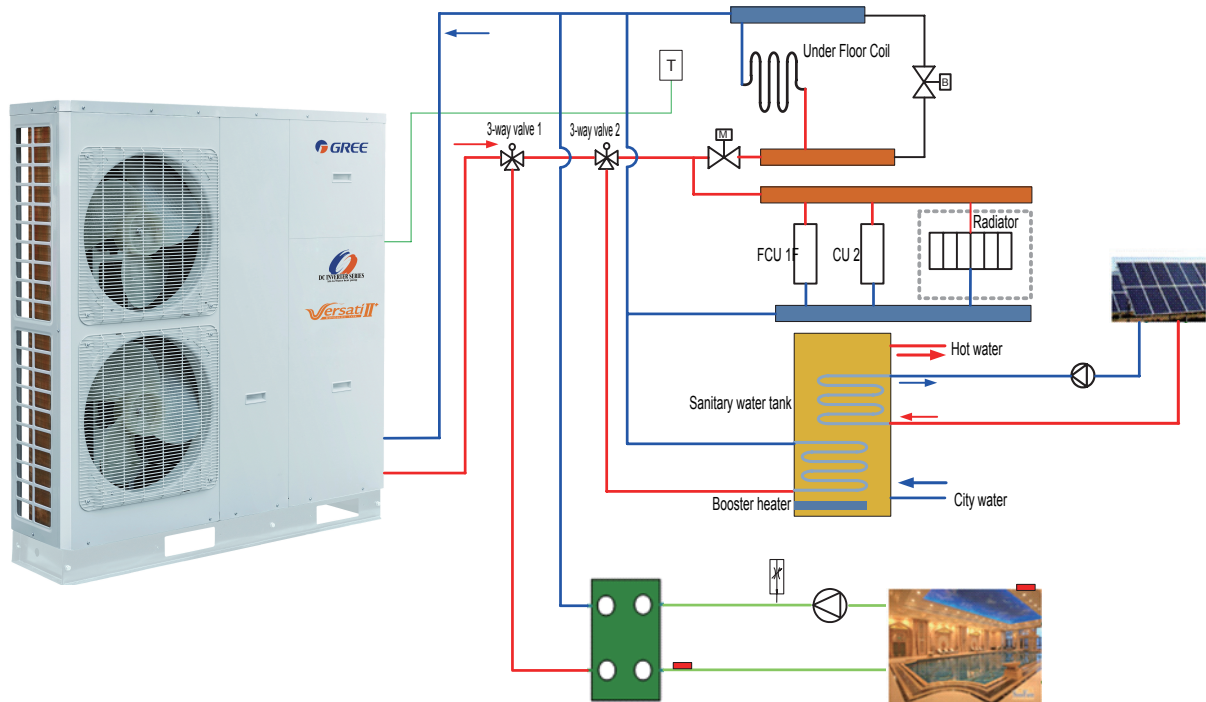 Under Floor Coil
T
B
3-way valve 1
3-way valve 2
M
GREE
Radiator
FCU 1F
CU 2
DC INVERTER SERIES
Versati II+
Hot water
Sanitary water tank
Booster heater
City water